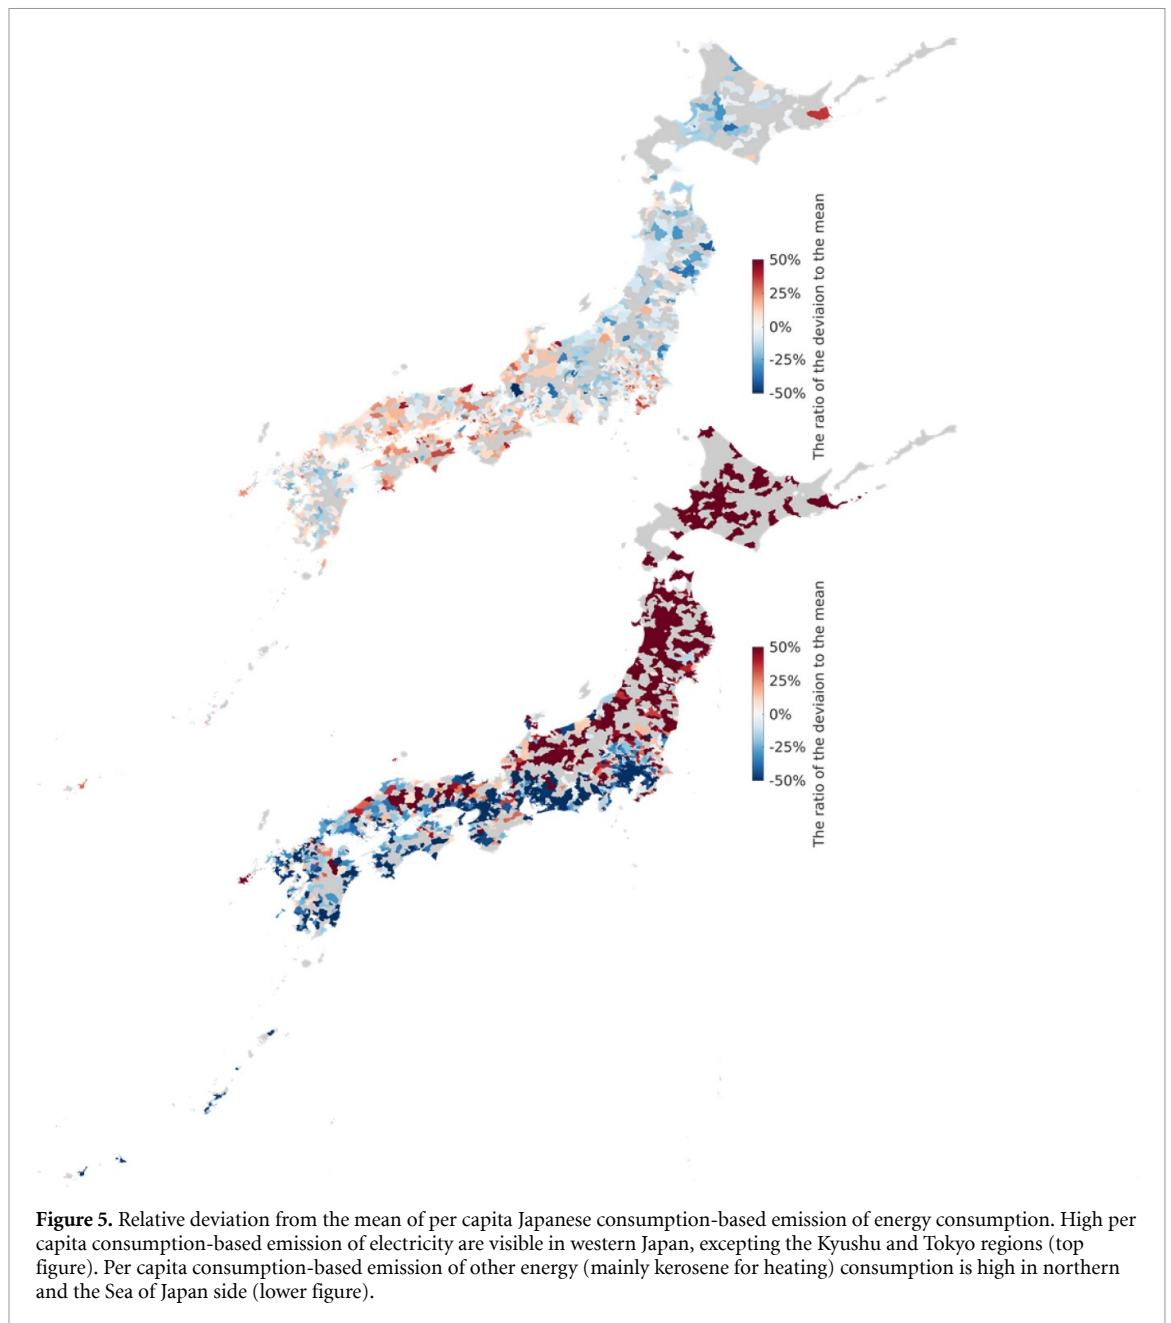 50%
25%
0%
-25%
-50%
The ratio of the deviaion to the mean
50%
25%
0%
-25%
-50%
The ratio of the deviaion to the mean
Figure 5. Relative deviation from the mean of per capita Japanese consumption-based emission of energy consumption. High per
capita consumption-based emission of electricity are visible in western Japan, excepting the Kyushu and Tokyo regions (top
figure). Per capita consumption-based emission of other energy (mainly kerosene for heating) consumption is high in northern
and the Sea of Japan side (lower figure).